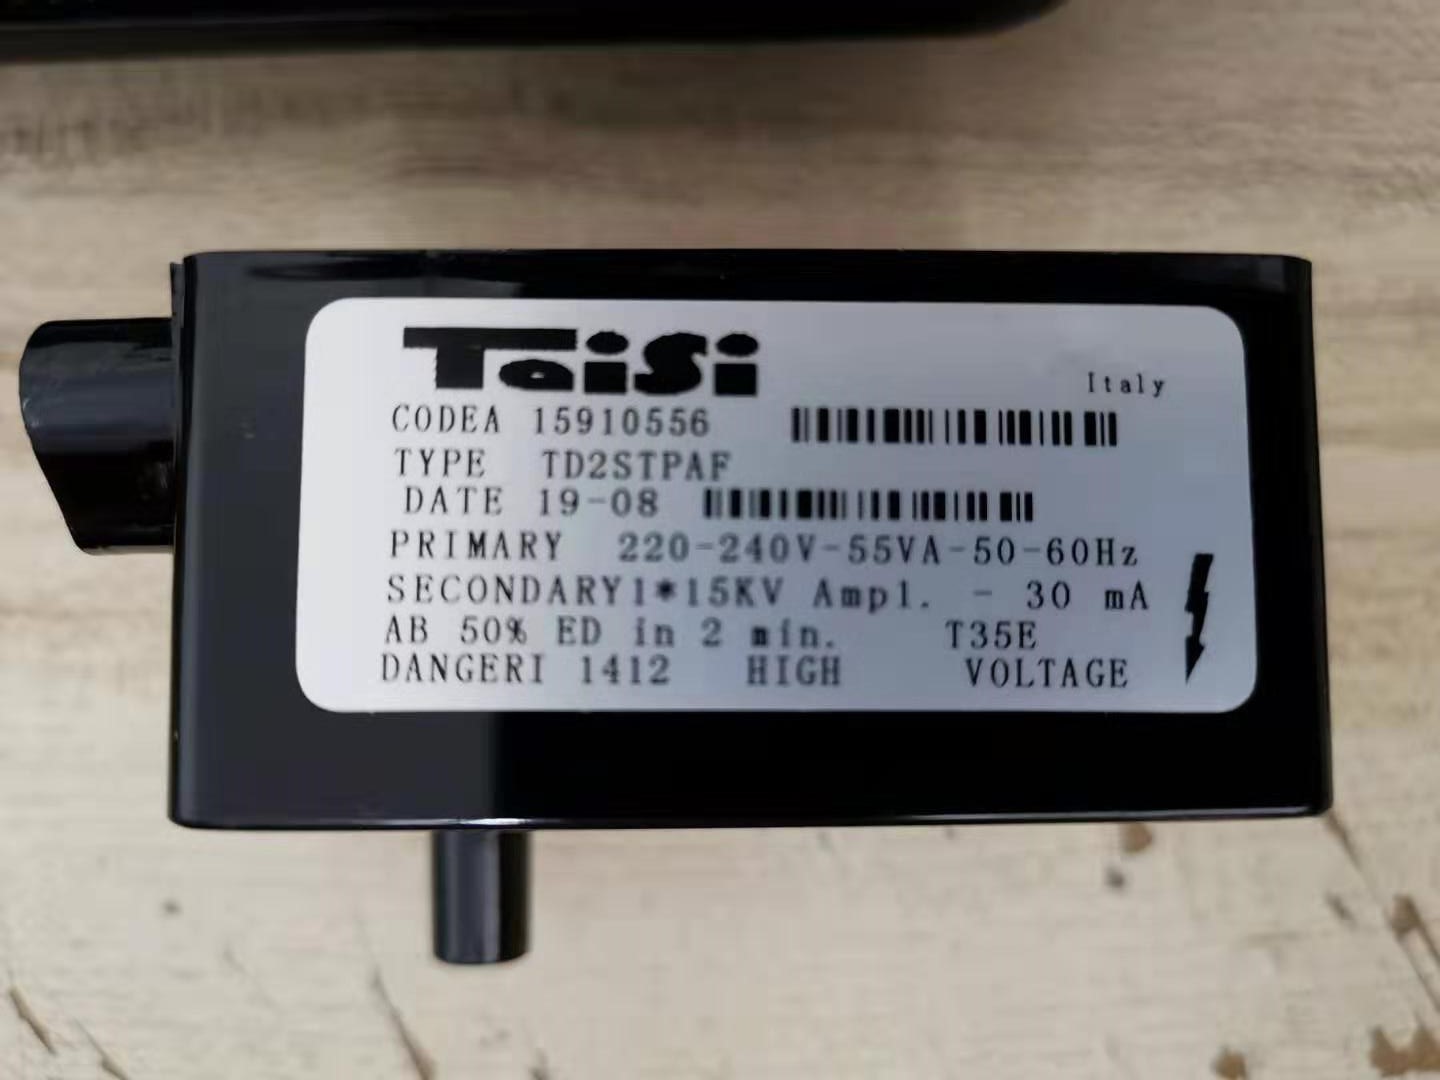 TaiSi
Italy
CODEA 15910556
TYPE TD2STPAF
DATE 19-08
PRIMARY 220-240V-55VA-50-60Hz
SECONDARY1*15KV Ampl. - 30 mA
AB 50% ED in 2 min. T35E
DANGERI 1412 HIGH VOLTAGE